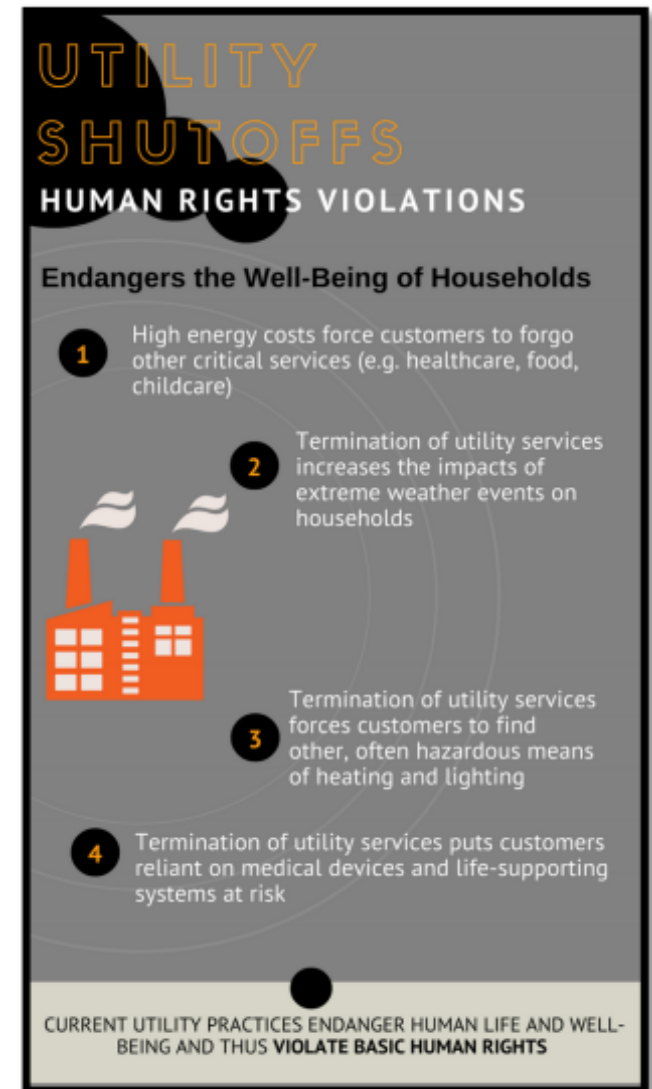 UTILITY
SHUTOFFS
HUMAN RIGHTS VIOLATIONS
Endangers the Well-Being of Households
1
High energy costs force customers to forgo
other critical services (e.g. healthcare, food,
childcare)
2
Termination of utility services
increases the impacts of
extreme weather events on
households
3
Termination of utility services
forces customers to find
other, often hazardous means
of heating and lighting
4
Termination of utility services puts customers
reliant on medical devices and life-supporting
systems at risk
CURRENT UTILITY PRACTICES ENDANGER HUMAN LIFE AND WELL-
BEING AND THUS VIOLATE BASIC HUMAN RIGHTS